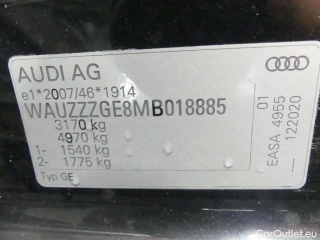 AUDI AG
e1*2007/46*1914
WAUZZZGE8MB018885
3170 kg
4970 kg
1- 1540 kg
2- 1775 kg
Typ GE
EASA 4955 01
122020
© CarOutlet.eu